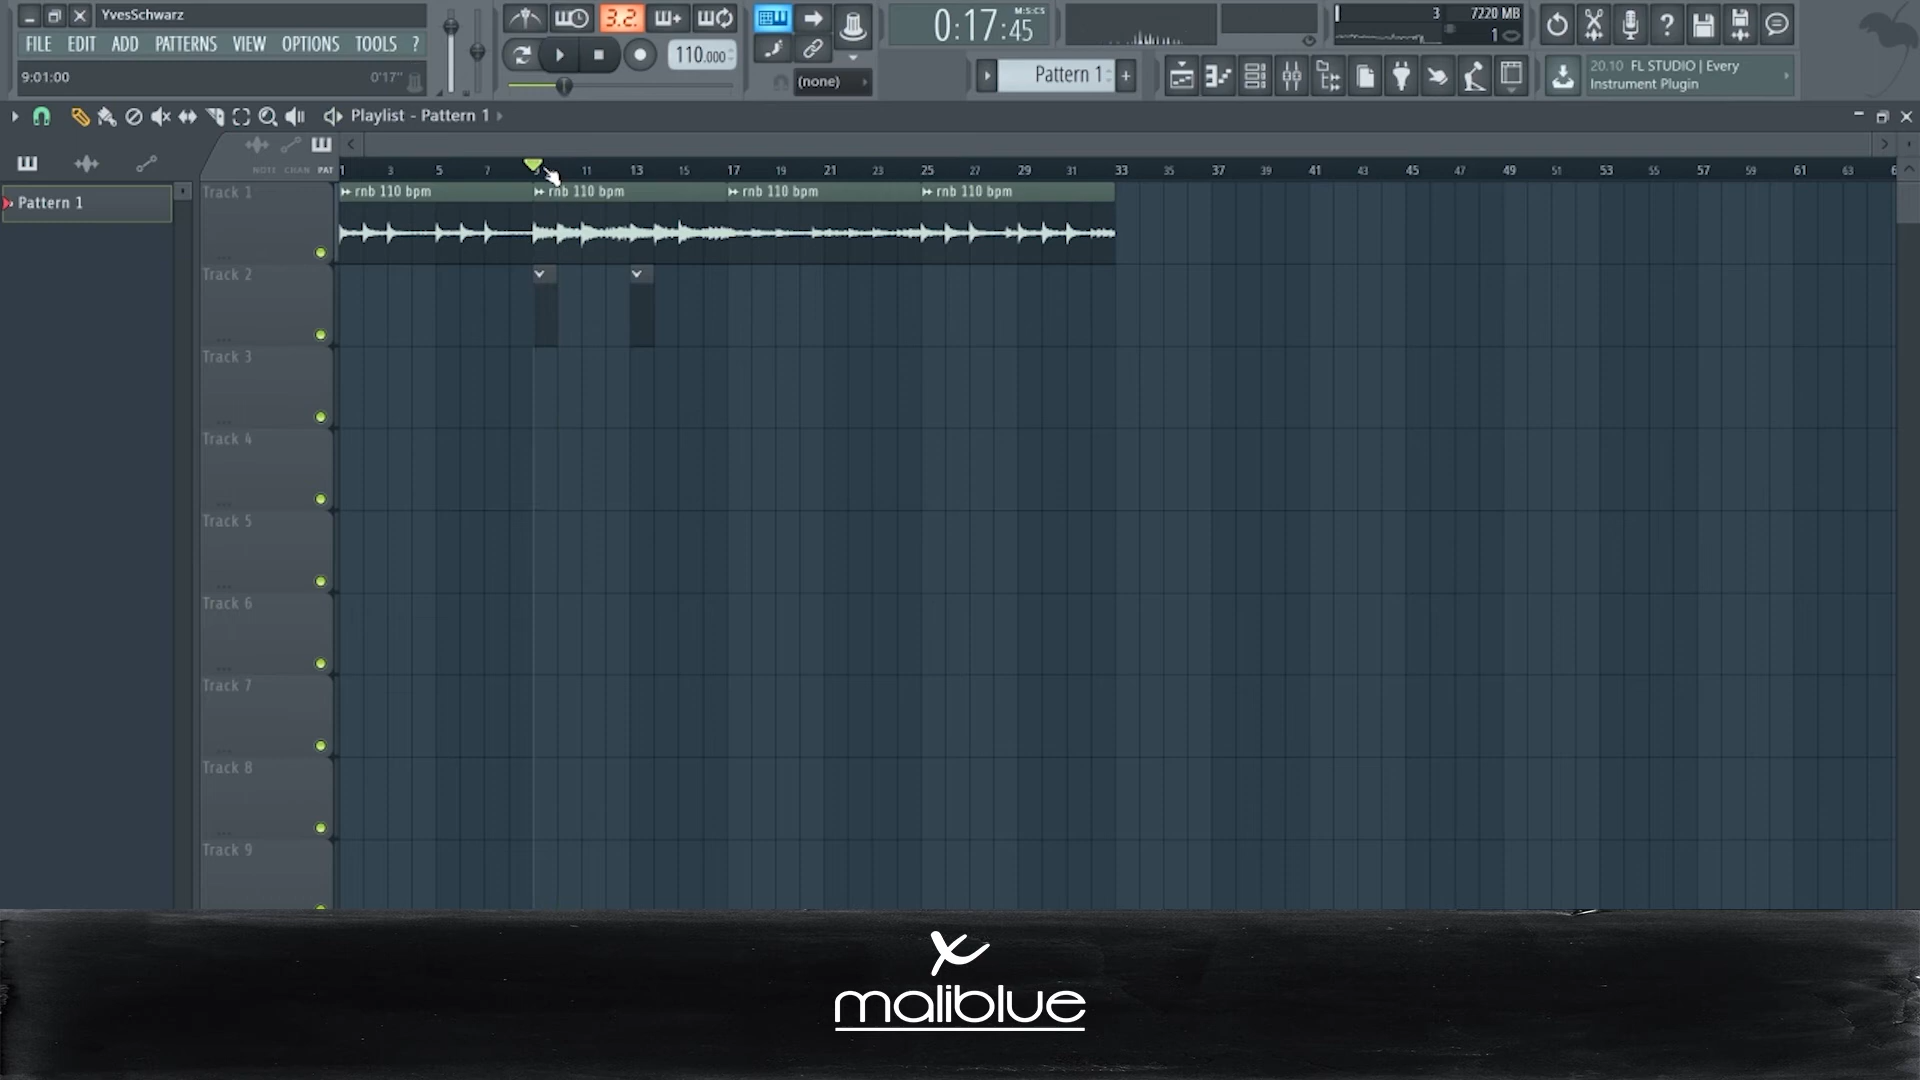 YvesSchwarz
FILE EDIT ADD PATTERNS VIEW OPTIONS TOOLS ?
9:01:00 0'17"
3.2.
110.000
(none)
0:17:45 M:S:CS
Pattern 1 +
3 7220 MB
1
20.10 FL STUDIO | Every
Instrument Plugin
Playlist - Pattern 1
NOTE CHAN PAT
1 3 5 7 9 11 13 15 17 19 21 23 25 27 29 31 33 35 37 39 41 43 45 47 49 51 53 55 57 59 61 63 6
Pattern 1
Track 1
rnb 110 bpm rnb 110 bpm rnb 110 bpm rnb 110 bpm
Track 2
Track 3
Track 4
Track 5
Track 6
Track 7
Track 8
Track 9
maliblue